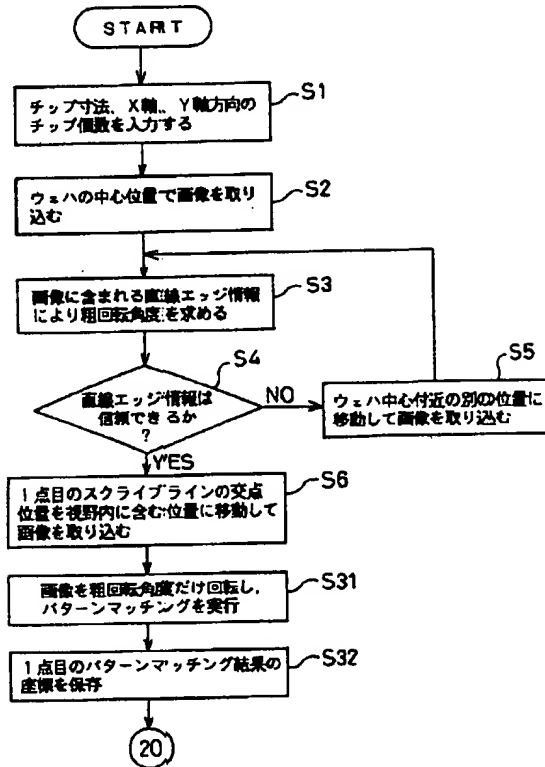 START
S1
チップ寸法、X軸、Y軸方向の
チップ個数を入力する
S2
ウェハの中心位置で画像を取り
込む
S3
画像に含まれる直線エッジ情報
により粗回転角度を求める
S4
直線エッジ情報は
信頼できるか
?
NO
S5
ウェハ中心付近の別の位置に
移動して画像を取り込む
YES
S6
1点目のスクライブラインの交点
位置を視野内に含む位置に移動して
画像を取り込む
S31
画像を粗回転角度だけ回転し、
パターンマッチングを実行
S32
1点目のパターンマッチング結果の
座標を保存
20